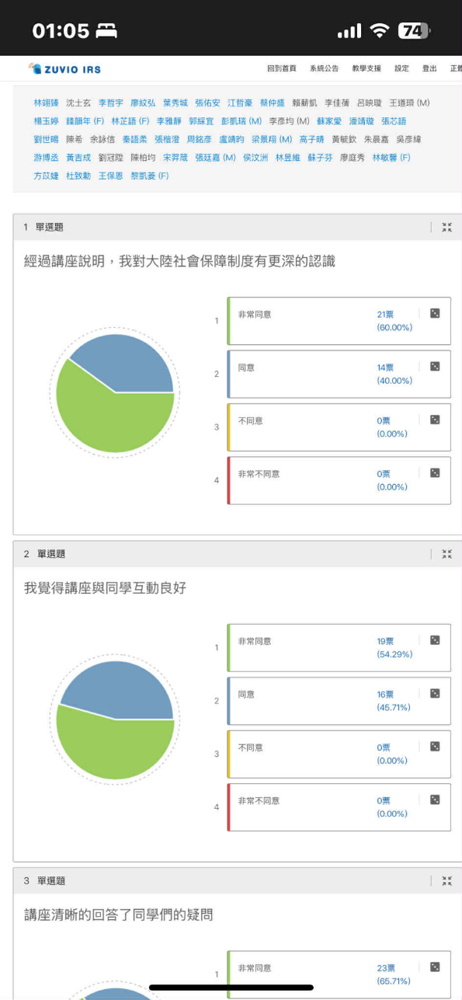 01:05
74
ZUVIO IRS 回到首頁 系統公告 教學支援 設定 登出
林翊臻 沈士玄 李哲宇 廖紋弘 葉秀城 張佑安 江哲豪 蔡仲盛 賴薪凱 李佳蒨 呂映璇 王道頊 (M)
楊玉婷 錢韻年 (F) 林芷語 (F) 李雅靜 郭綵宜 彭凱瑞 (M) 李彥均 (M) 蘇家愛 潘靖璇 張芯語
劉世暘 陳希 余詠信 秦語柔 張楷澄 周銘彥 盧靖昀 梁景翔 (M) 高子晴 黃毓欽 朱晨嘉 吳彥緯
游博丞 黃吉成 劉冠陞 陳柏均 宋羿葳 張廷嘉 (M) 侯汶洲 林昱維 蘇子芬 廖庭秀 林敏馨 (F)
方苡婕 杜致勳 王保恩 黎凱菱 (F)
1 單選題
經過講座說明，我對大陸社會保障制度有更深的認識
1 非常同意 21票
(60.00%)
2 同意 14票
(40.00%)
3 不同意 0票
(0.00%)
4 非常不同意 0票
(0.00%)
2 單選題
我覺得講座與同學互動良好
1 非常同意 19票
(54.29%)
2 同意 16票
(45.71%)
3 不同意 0票
(0.00%)
4 非常不同意 0票
(0.00%)
3 單選題
講座清晰的回答了同學們的疑問
1 非常同意 23票
(65.71%)